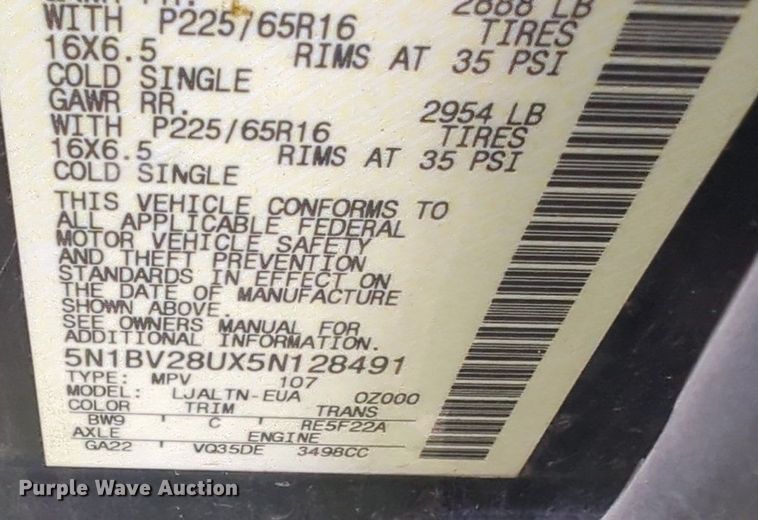 2888 LB
WITH P225/65R16 TIRES
16X6.5 RIMS AT 35 PSI
COLD SINGLE
GAWR RR. 2954 LB
WITH P225/65R16 TIRES
16X6.5 RIMS AT 35 PSI
COLD SINGLE
THIS VEHICLE CONFORMS TO
ALL APPLICABLE FEDERAL
MOTOR VEHICLE SAFETY
AND THEFT PREVENTION
STANDARDS IN EFFECT ON
THE DATE OF MANUFACTURE
SHOWN ABOVE.
SEE OWNERS MANUAL FOR
ADDITIONAL INFORMATION.
5N1BV28UX5N128491
TYPE: MPV 107
MODEL: LJALTN-EUA 0Z000
COLOR TRIM TRANS
BW9 C RE5F22A
AXLE ENGINE
GA22 VQ35DE 3498CC
Purple Wave Auction